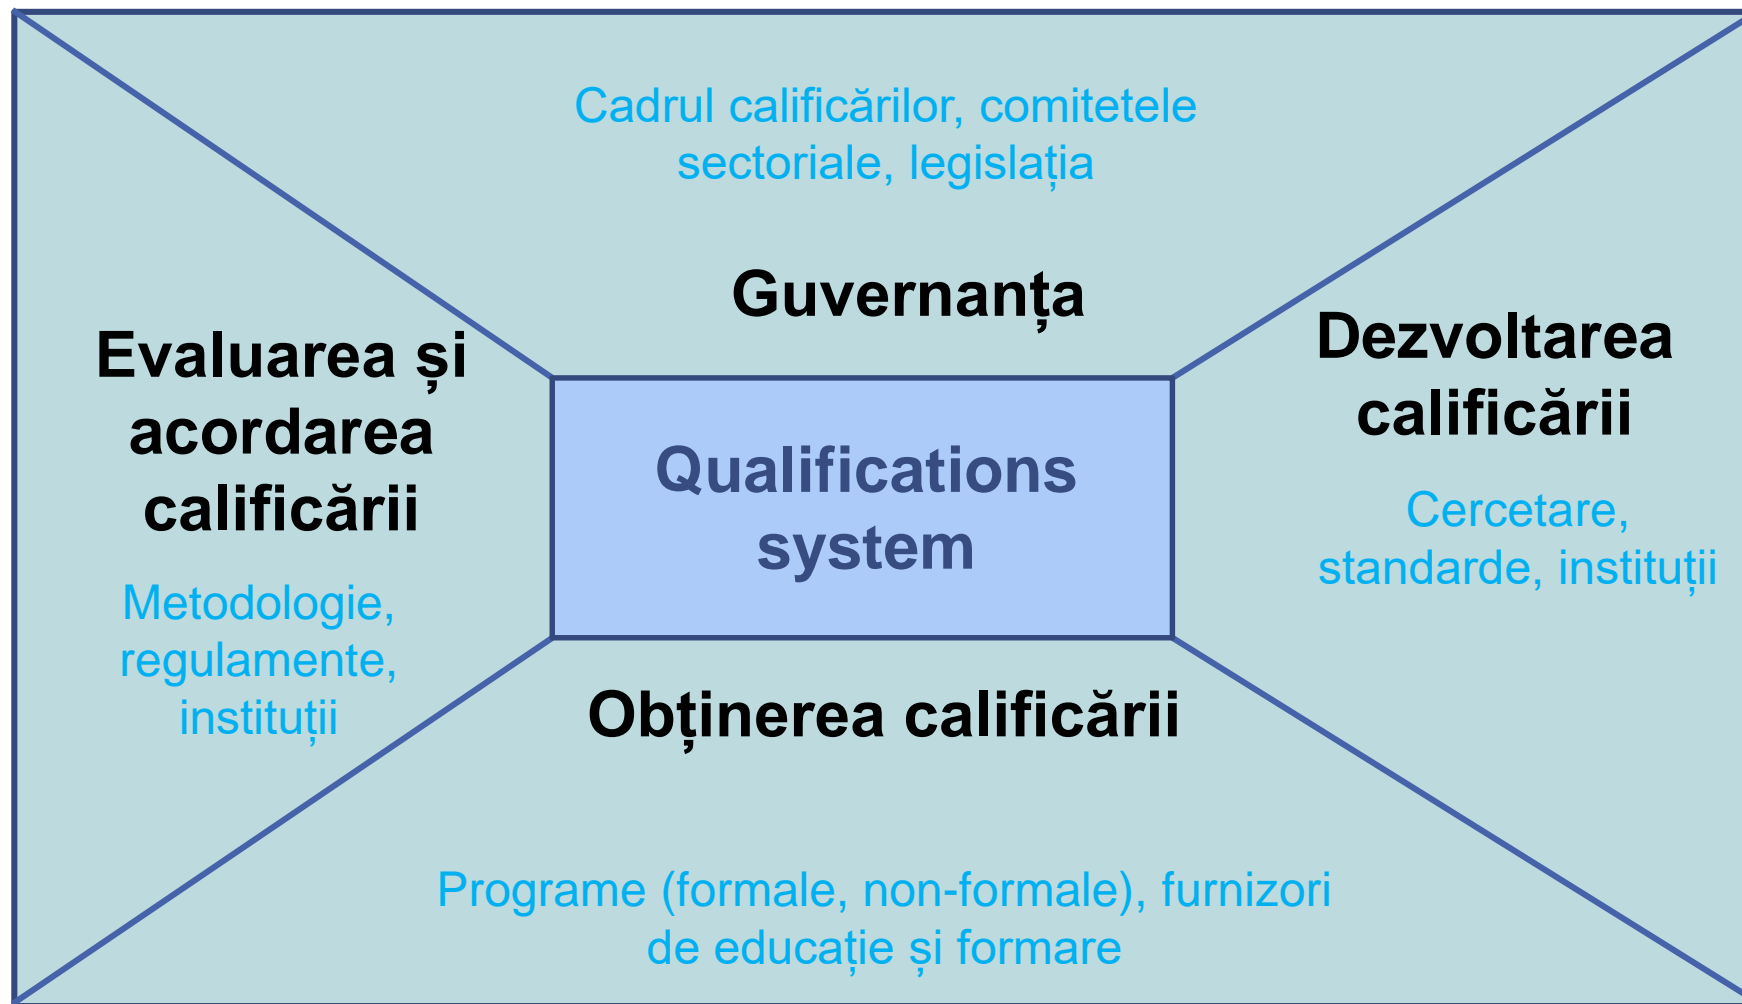 Cadrul calificărilor, comitetele
sectoriale, legislația
Guvernanța
Evaluarea și
acordarea
calificării
Metodologie,
regulamente,
instituții
Qualifications
system
Dezvoltarea
calificării
Cercetare,
standarde, instituții
Obținerea calificării
Programe (formale, non-formale), furnizori
de educație și formare